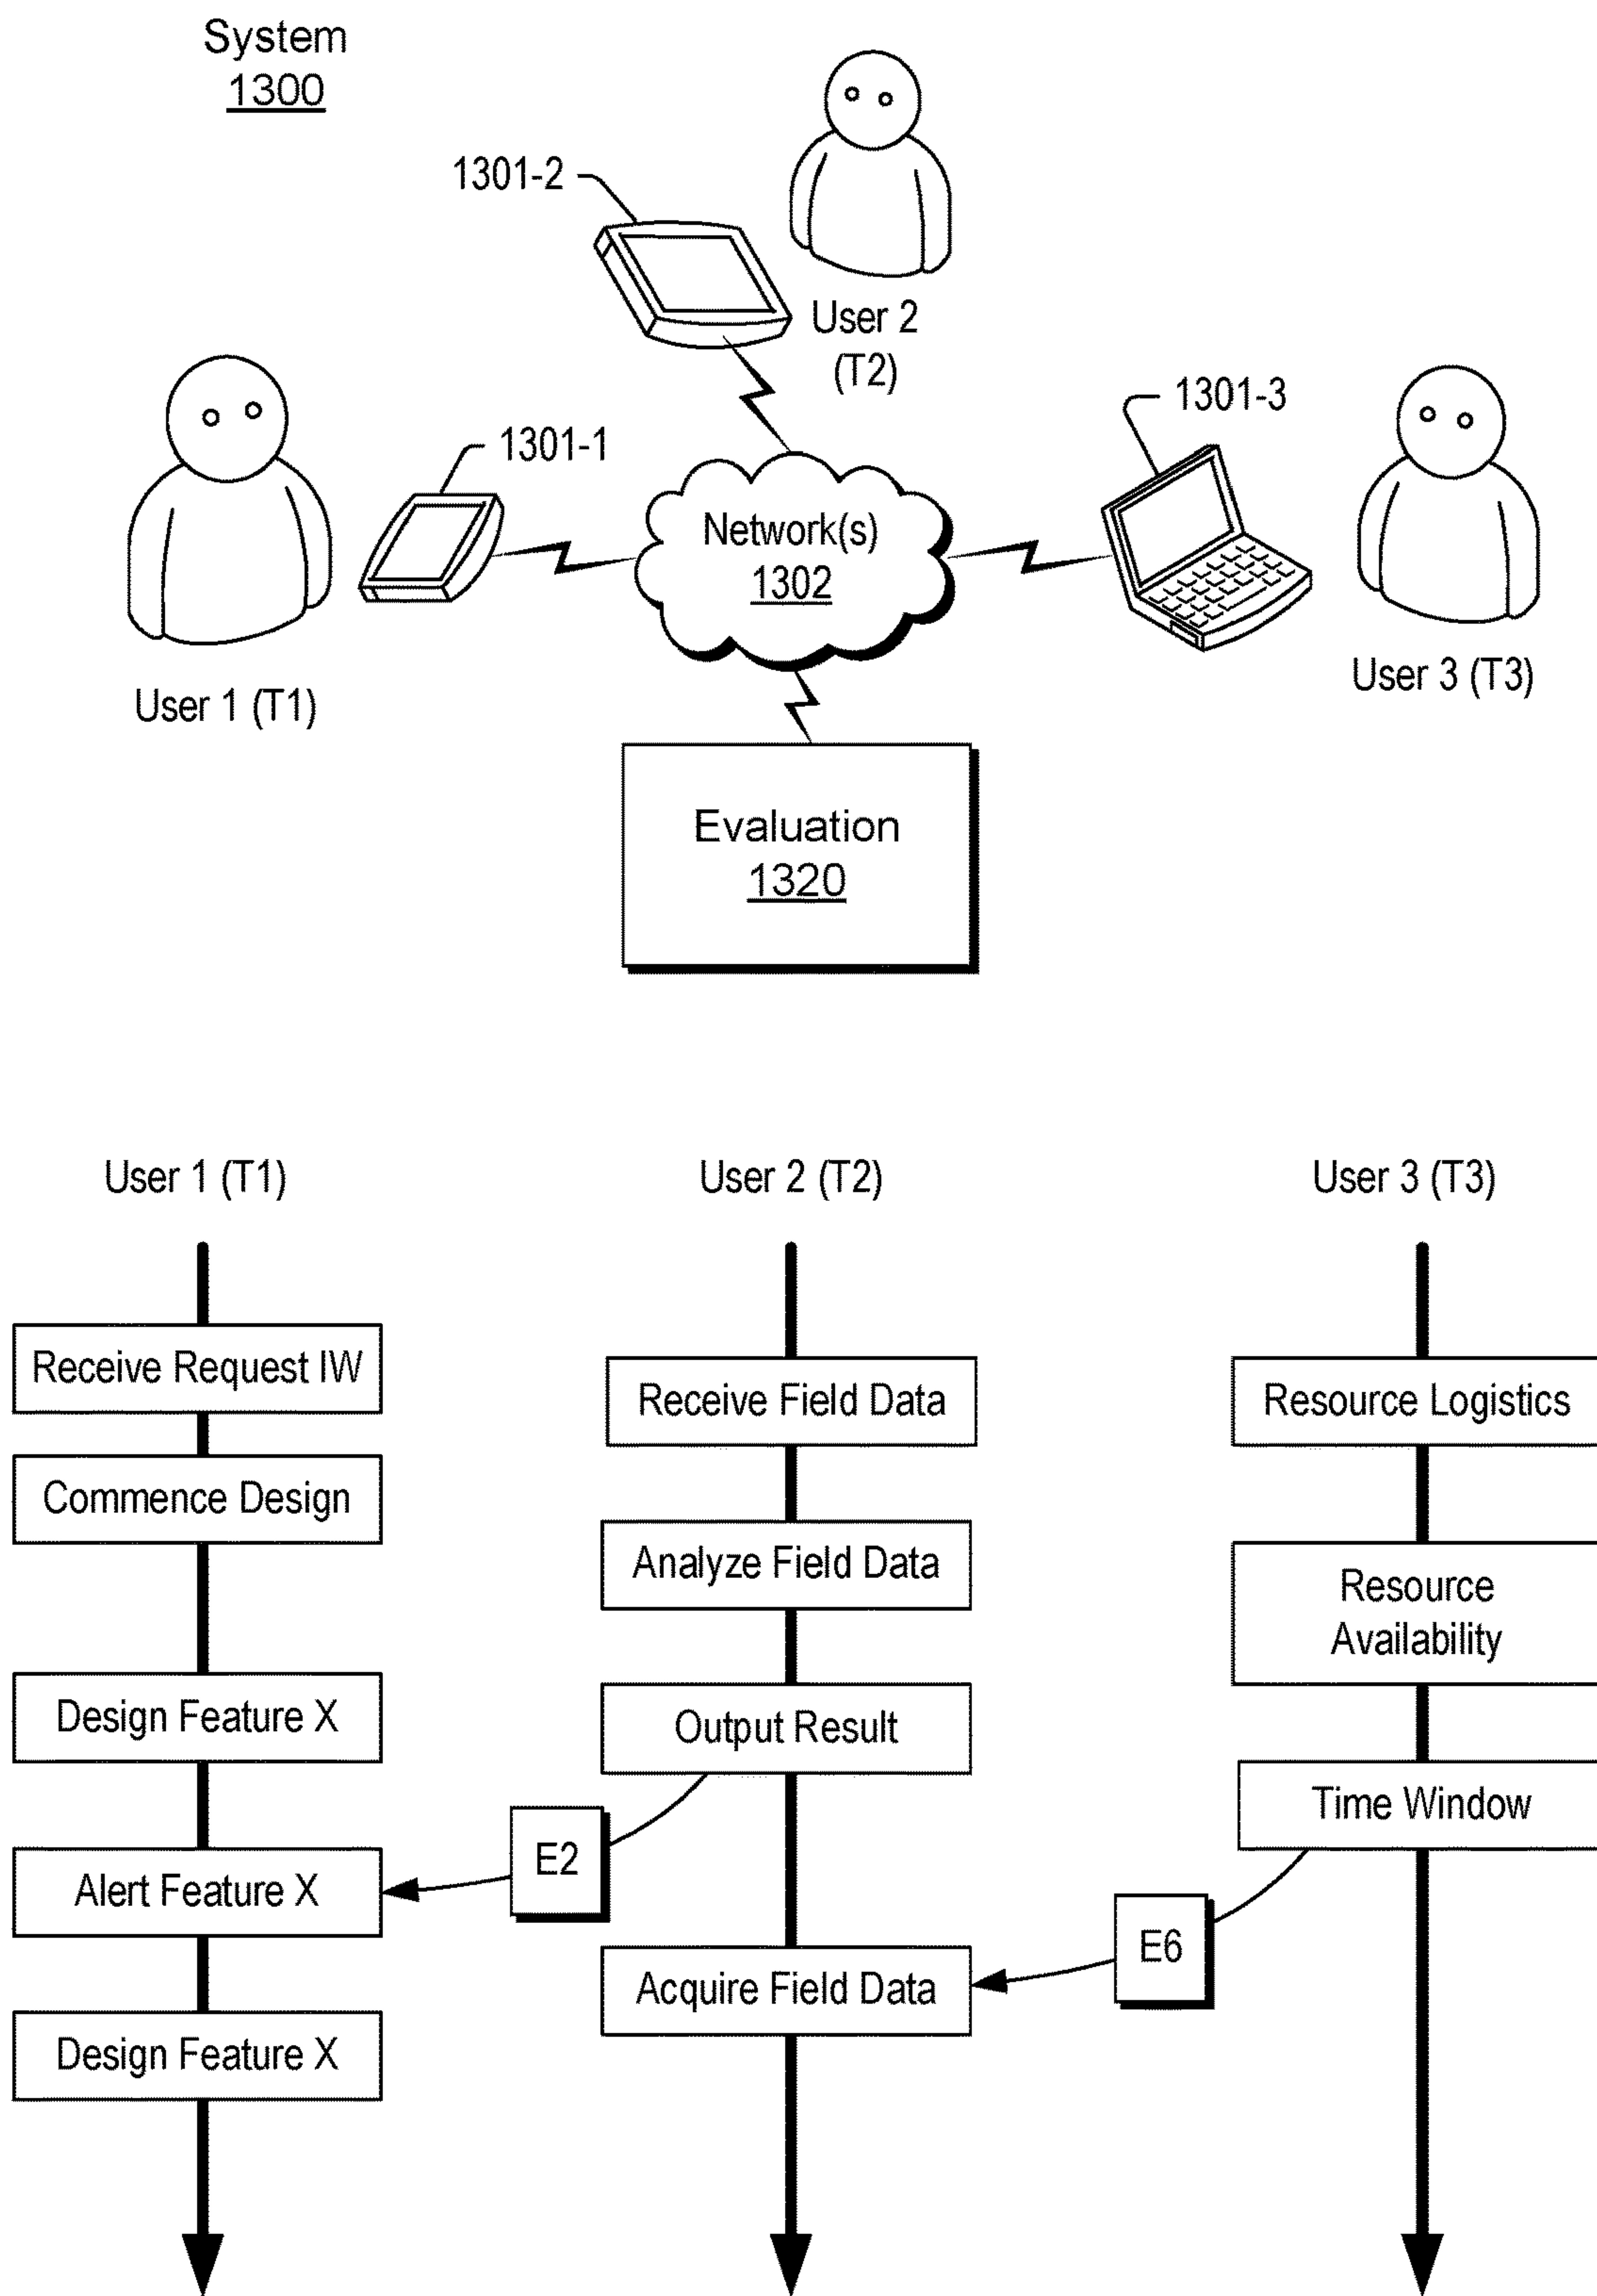 System
1300
1301-2
User 2
(T2)
1301-3
1301-1
Network(s)
1302
User 1 (T1)
User 3 (T3)
Evaluation
1320
User 1 (T1)
User 2 (T2)
User 3 (T3)
Receive Request IW
Commence Design
Design Feature X
Alert Feature X
Design Feature X
Receive Field Data
Analyze Field Data
Output Result
E2
Acquire Field Data
Resource Logistics
Resource
Availability
Time Window
E6